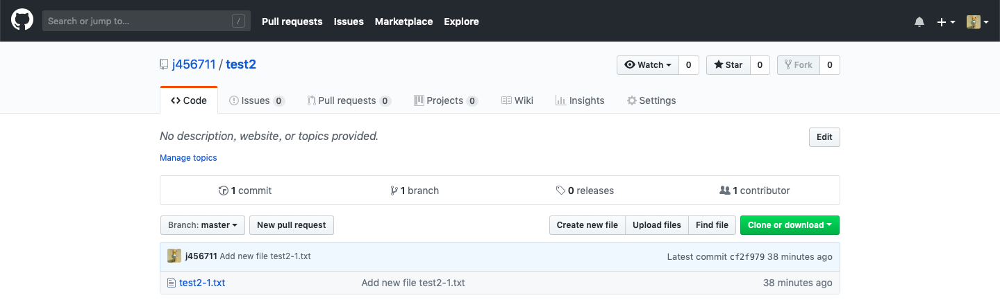 Search or jump to... / Pull requests Issues Marketplace Explore
j456711 / test2 Watch 0 Star 0 Fork 0
Code Issues 0 Pull requests 0 Projects 0 Wiki Insights Settings
No description, website, or topics provided. Edit
Manage topics
1 commit 1 branch 0 releases 1 contributor
Branch: master New pull request Create new file Upload files Find file Clone or download
j456711 Add new file test2-1.txt Latest commit cf2f979 38 minutes ago
test2-1.txt Add new file test2-1.txt 38 minutes ago